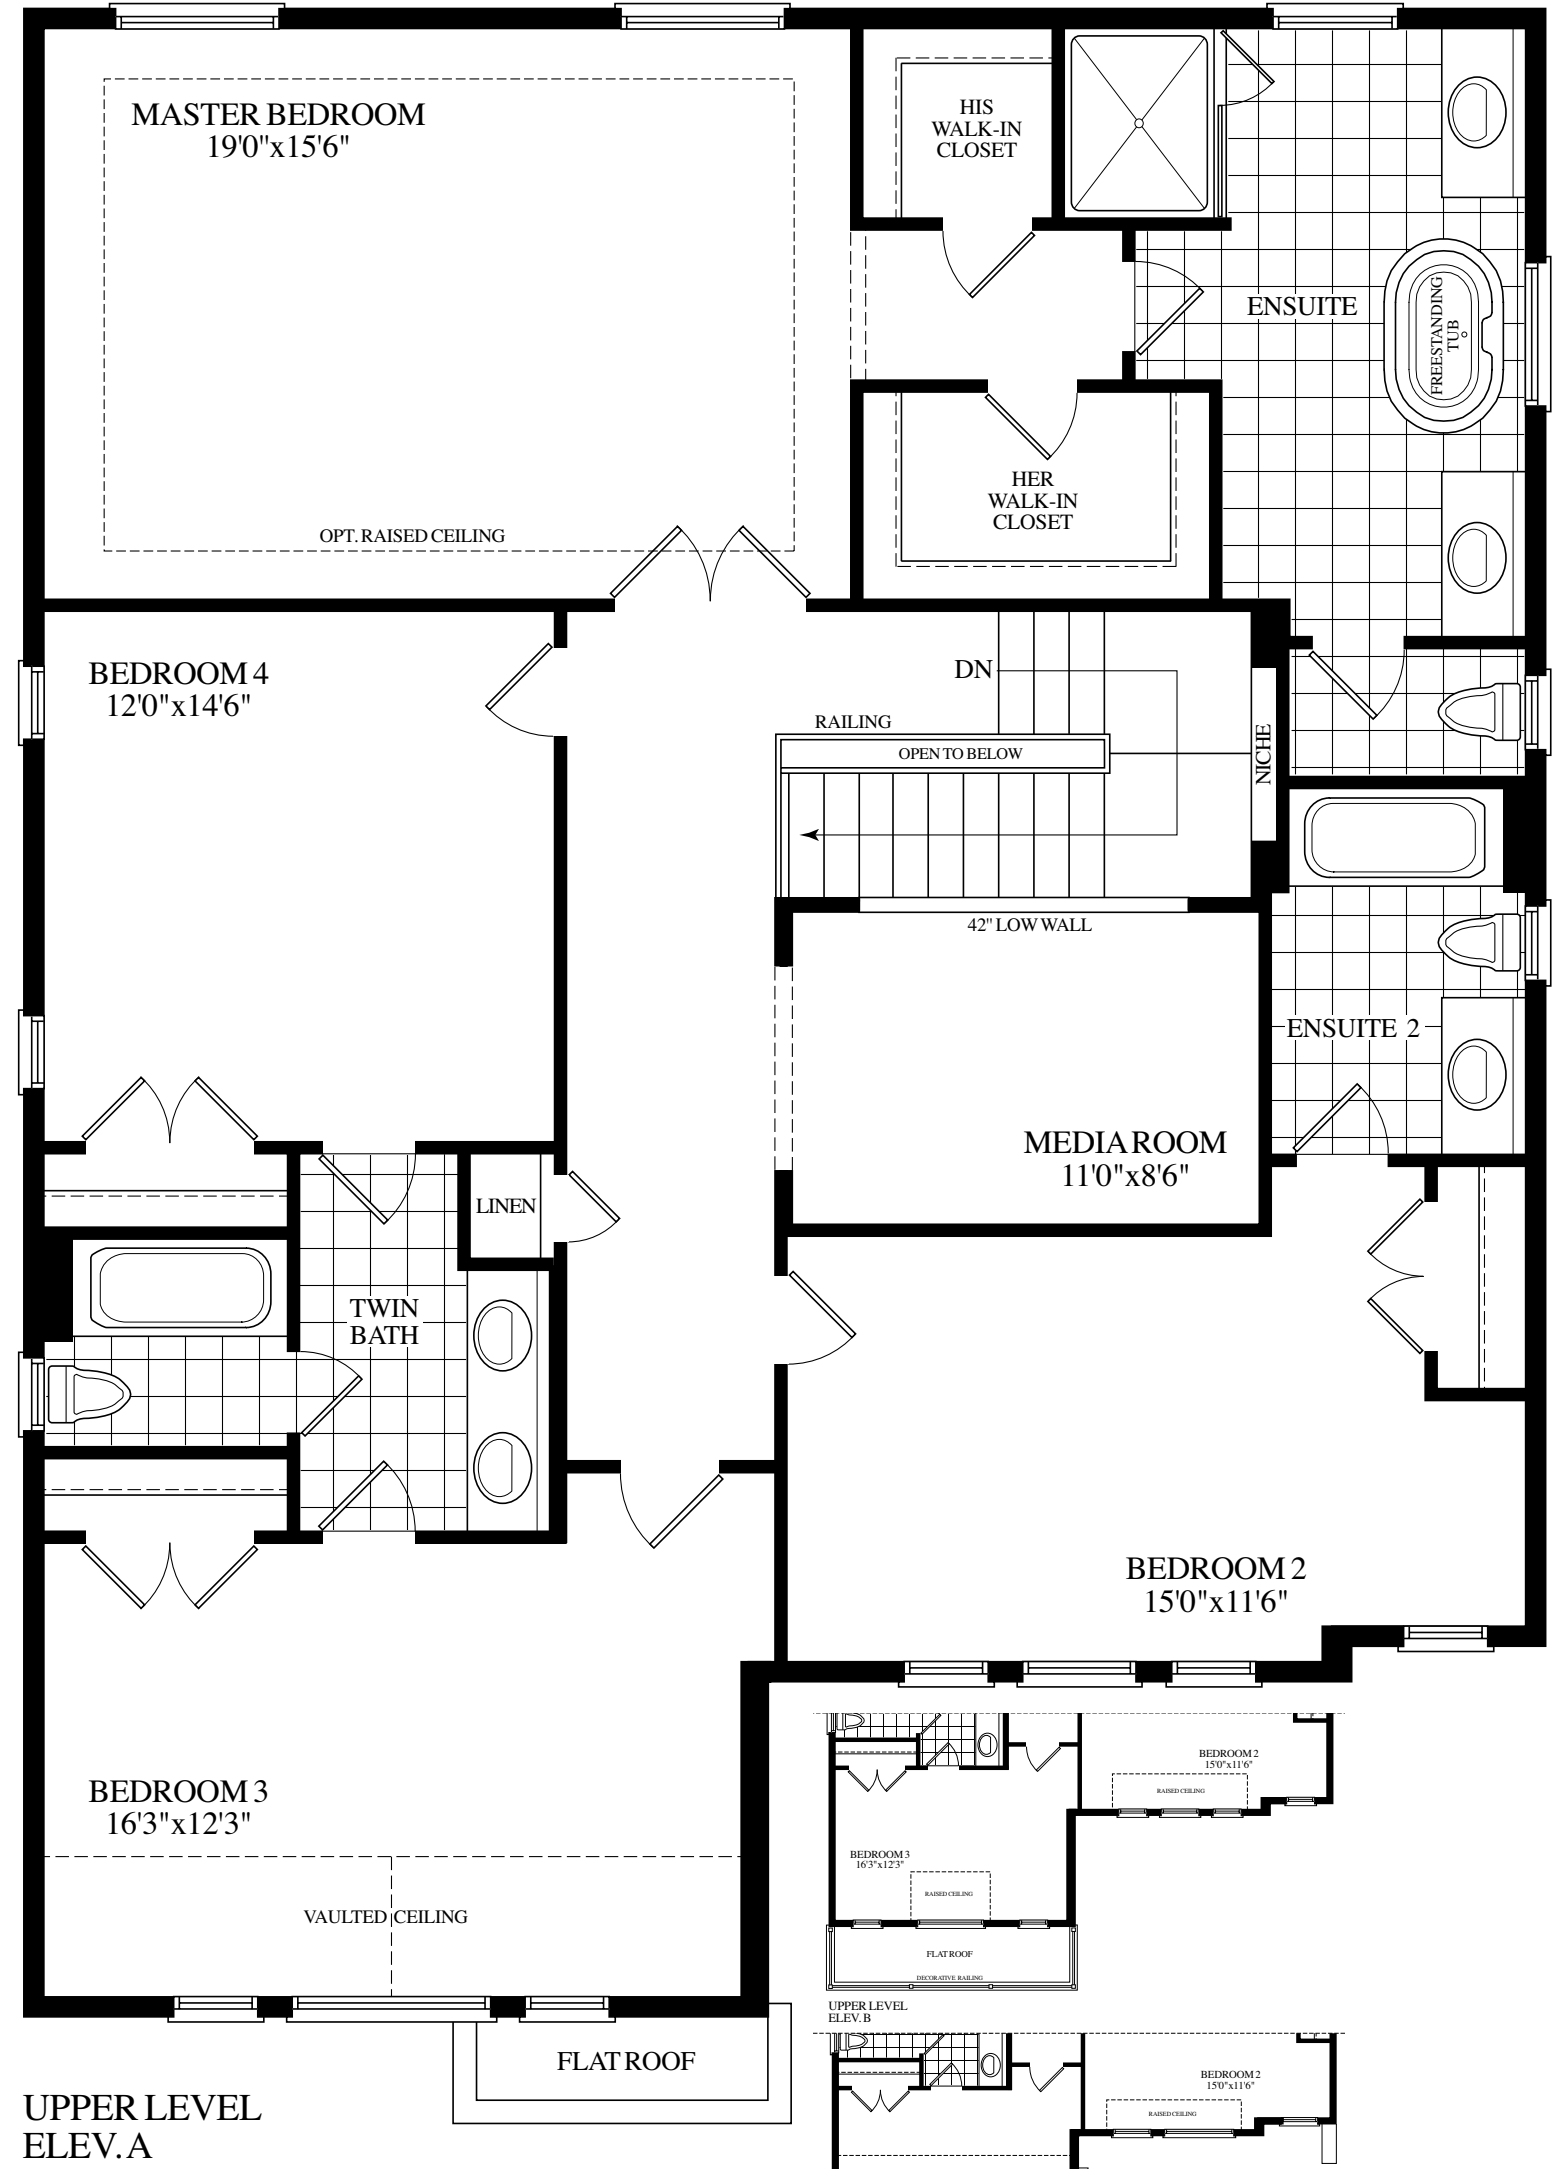 MASTER BEDROOM
19'0"x15'6"
OPT. RAISED CEILING
HIS
WALK-IN
CLOSET
ENSUITE
FREESTANDING
TUB
HER
WALK-IN
CLOSET
BEDROOM 4
12'0"x14'6"
DN
RAILING
OPEN TO BELOW
NICHE
42" LOW WALL
ENSUITE 2
MEDIA ROOM
11'0"x8'6"
LINEN
TWIN
BATH
BEDROOM 2
15'0"x11'6"
BEDROOM 3
16'3"x12'3"
VAULTED CEILING
FLAT ROOF
UPPER LEVEL
ELEV. A
BEDROOM 2
15'0"x11'6"
RAISED CEILING
BEDROOM 3
16'3"x12'3"
RAISED CEILING
FLAT ROOF
DECORATIVE RAILING
UPPER LEVEL
ELEV. B
BEDROOM 2
15'0"x11'6"
RAISED CEILING